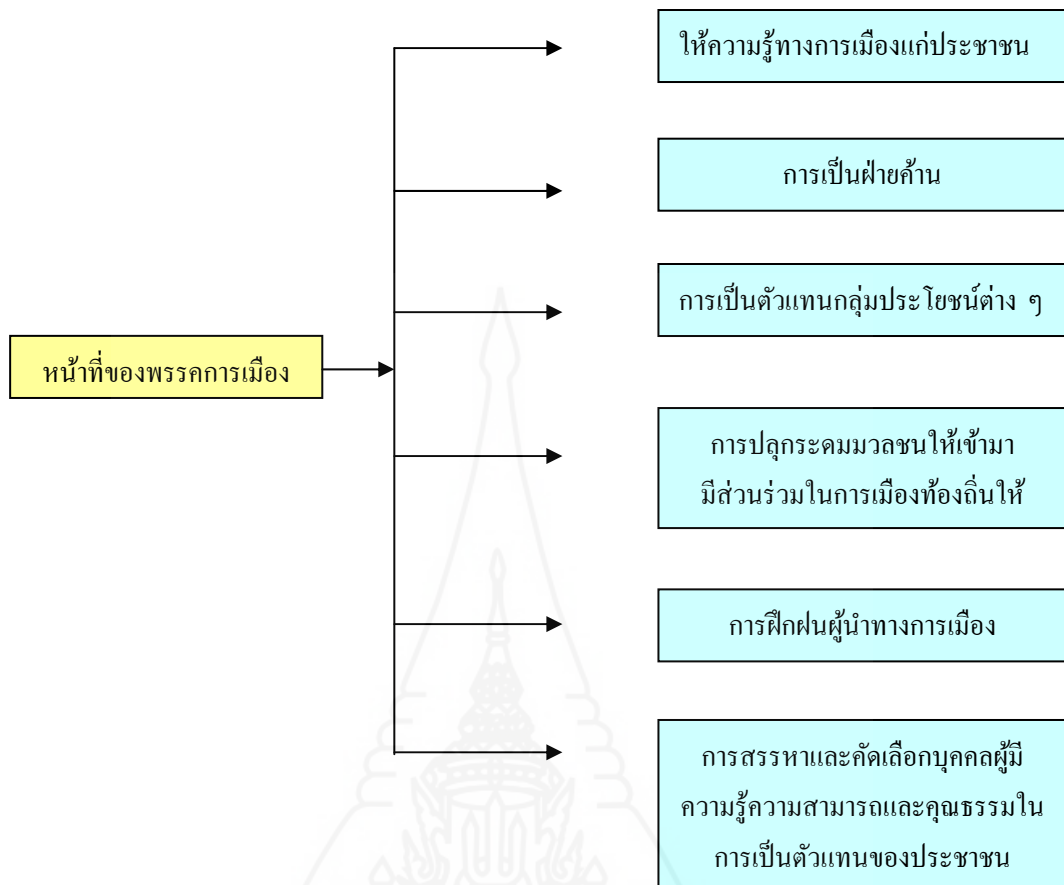 ให้ความรู้ทางการเมืองแก่ประชาชน
การเป็นฝ่ายค้าน
การเป็นตัวแทนกลุ่มประโยชน์ต่าง ๆ
หน้าที่ของพรรคการเมือง
การปลุกระดมมวลชนให้เข้ามา
มีส่วนร่วมในการเมืองท้องถิ่นให้
การฝึกฝนผู้นำทางการเมือง
การสรรหาและคัดเลือกบุคคลผู้มี
ความรู้ความสามารถและคุณธรรมใน
การเป็นตัวแทนของประชาชน